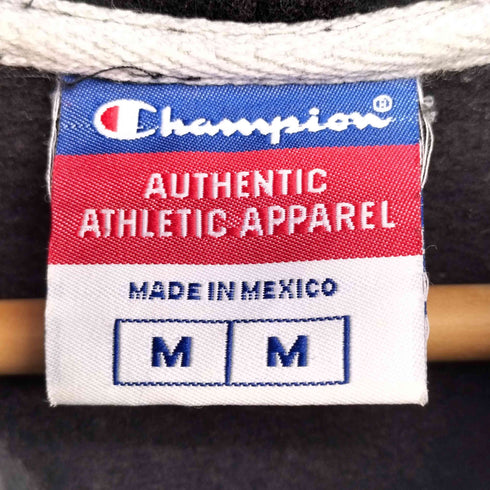 Champion®
AUTHENTIC
ATHLETIC APPAREL
MADE IN MEXICO
M M